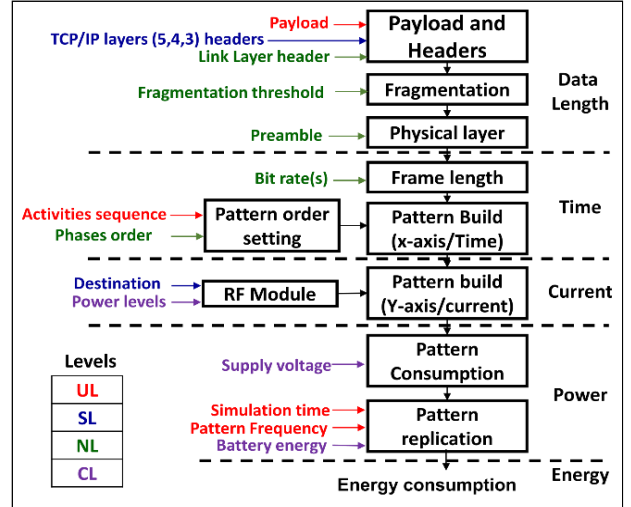 Payload
TCP/IP layers (5,4,3) headers
Link Layer header
Payload and
Headers
Fragmentation threshold
Fragmentation
Data
Length
Preamble
Physical layer
Bit rate(s)
Frame length
Time
Activities sequence
Phases order
Pattern order
setting
Pattern Build
(x-axis/Time)
Destination
Power levels
RF Module
Pattern build
(Y-axis/current)
Current
Supply voltage
Pattern
Consumption
Power
Levels
UL
SL
NL
CL
Simulation time
Pattern Frequency
Battery energy
Pattern
replication
Energy consumption
Energy